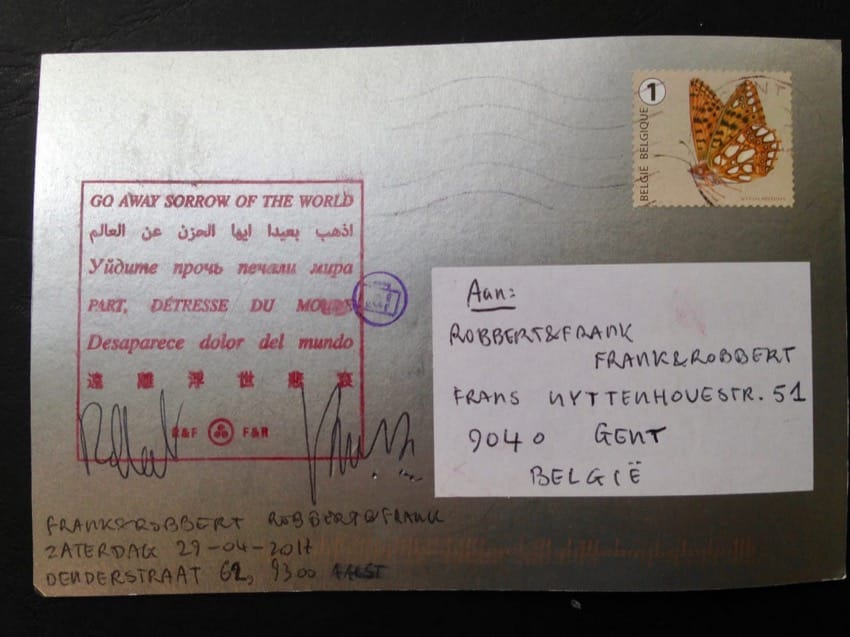 GO AWAY SORROW OF THE WORLD
اذهب بعيدا ايها الحزن عن العالم
Уйдите прочь печали мира
PART, DÉTRESSE DU MONDE
Desaparece dolor del mundo
遠離浮世悲哀
R&F F&R
1
BELGIË BELGIQUE
Aan:
ROBBERT&FRANK
FRANK&ROBBERT
FRANS UYTTENHOVESTR. 51
9040 GENT
BELGIË
FRANK&ROBBERT ROBBERT&FRANK
ZATERDAG 29-04-2017
DENDERSTRAAT 62, 9300 AALST